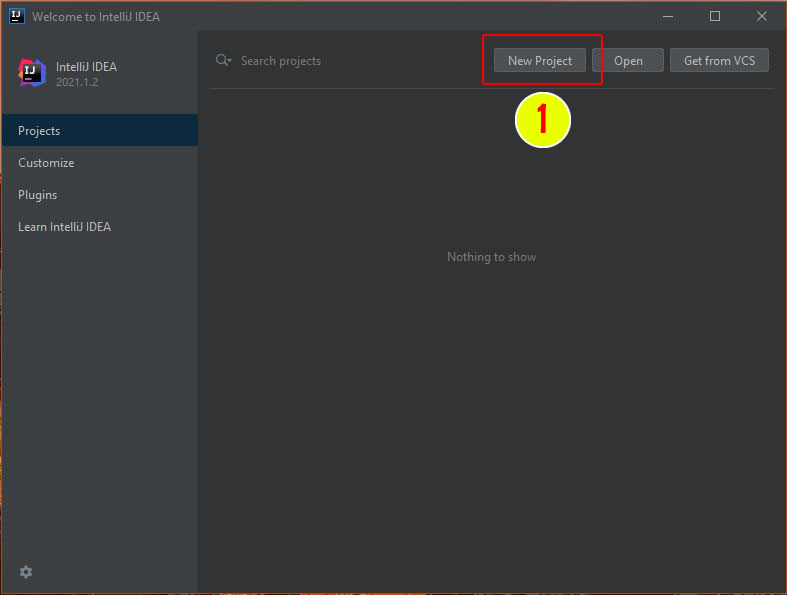 Welcome to IntelliJ IDEA
IntelliJ IDEA
2021.1.2
Search projects
New Project
Open
Get from VCS
1
Projects
Customize
Plugins
Learn IntelliJ IDEA
Nothing to show